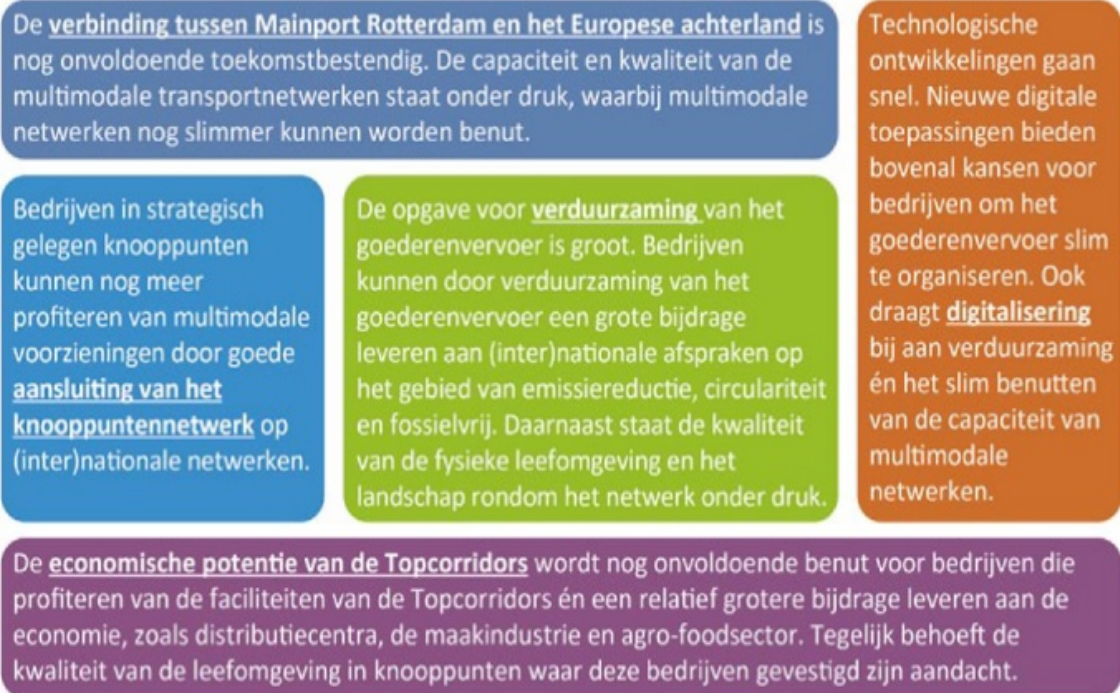 De verbinding tussen Mainport Rotterdam en het Europese achterland is
nog onvoldoende toekomstbestendig. De capaciteit en kwaliteit van de
multimodale transportnetwerken staat onder druk, waarbij multimodale
netwerken nog slimmer kunnen worden benut.
Bedrijven in strategisch
gelegen knooppunten
kunnen nog meer
profiteren van multimodale
voorzieningen door goede
aansluiting van het
knooppuntennetwerk op
(inter)nationale netwerken.
De opgave voor verduurzaming van het
goederenvervoer is groot. Bedrijven
kunnen door verduurzaming van het
goederenvervoer een grote bijdrage
leveren aan (inter)nationale afspraken op
het gebied van emissiereductie, circulariteit
en fossielvrij. Daarnaast staat de kwaliteit
van de fysieke leefomgeving en het
landschap rondom het netwerk onder druk.
Technologische
ontwikkelingen gaan
snel. Nieuwe digitale
toepassingen bieden
bovenal kansen voor
bedrijven om het
goederenvervoer slim
te organiseren. Ook
draagt digitalisering
bij aan verduurzaming
én het slim benutten
van de capaciteit van
multimodale
netwerken.
De economische potentie van de Topcorridors wordt nog onvoldoende benut voor bedrijven die
profiteren van de faciliteiten van de Topcorridors én een relatief grotere bijdrage leveren aan de
economie, zoals distributiecentra, de maakindustrie en agro-foodsector. Tegelijk behoeft de
kwaliteit van de leefomgeving in knooppunten waar deze bedrijven gevestigd zijn aandacht.